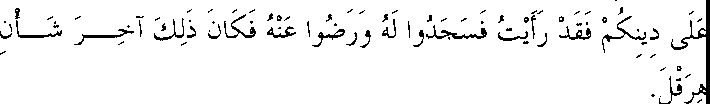 عَلَى دِينِكُمْ فَقَدْ رَأَيْتُ فَسَجَدُوا لَهُ وَرَضُوا عَنْهُ فَكَانَ ذَلِكَ آخِرَ شَأْنِ
هِرَقْلَ.